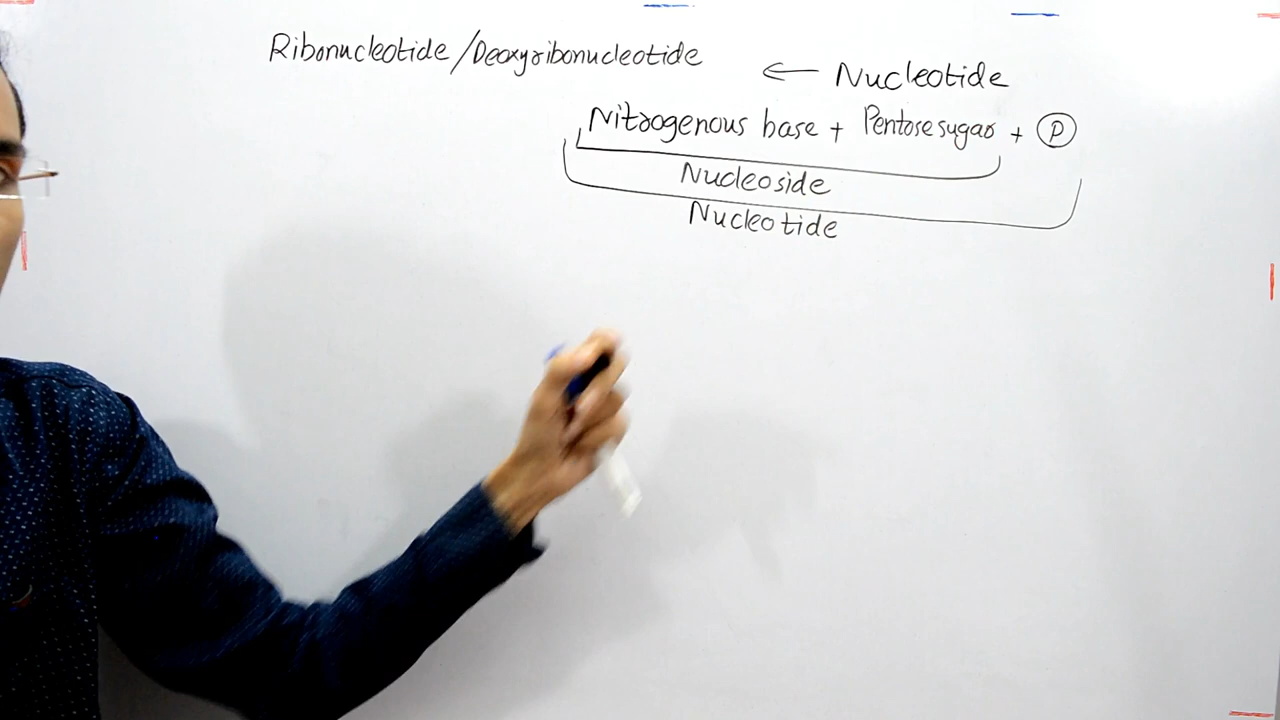 Ribonucleotide/Deoxyribonucleotide ← Nucleotide
Nitrogenous base + Pentose sugar + P
Nucleoside
Nucleotide